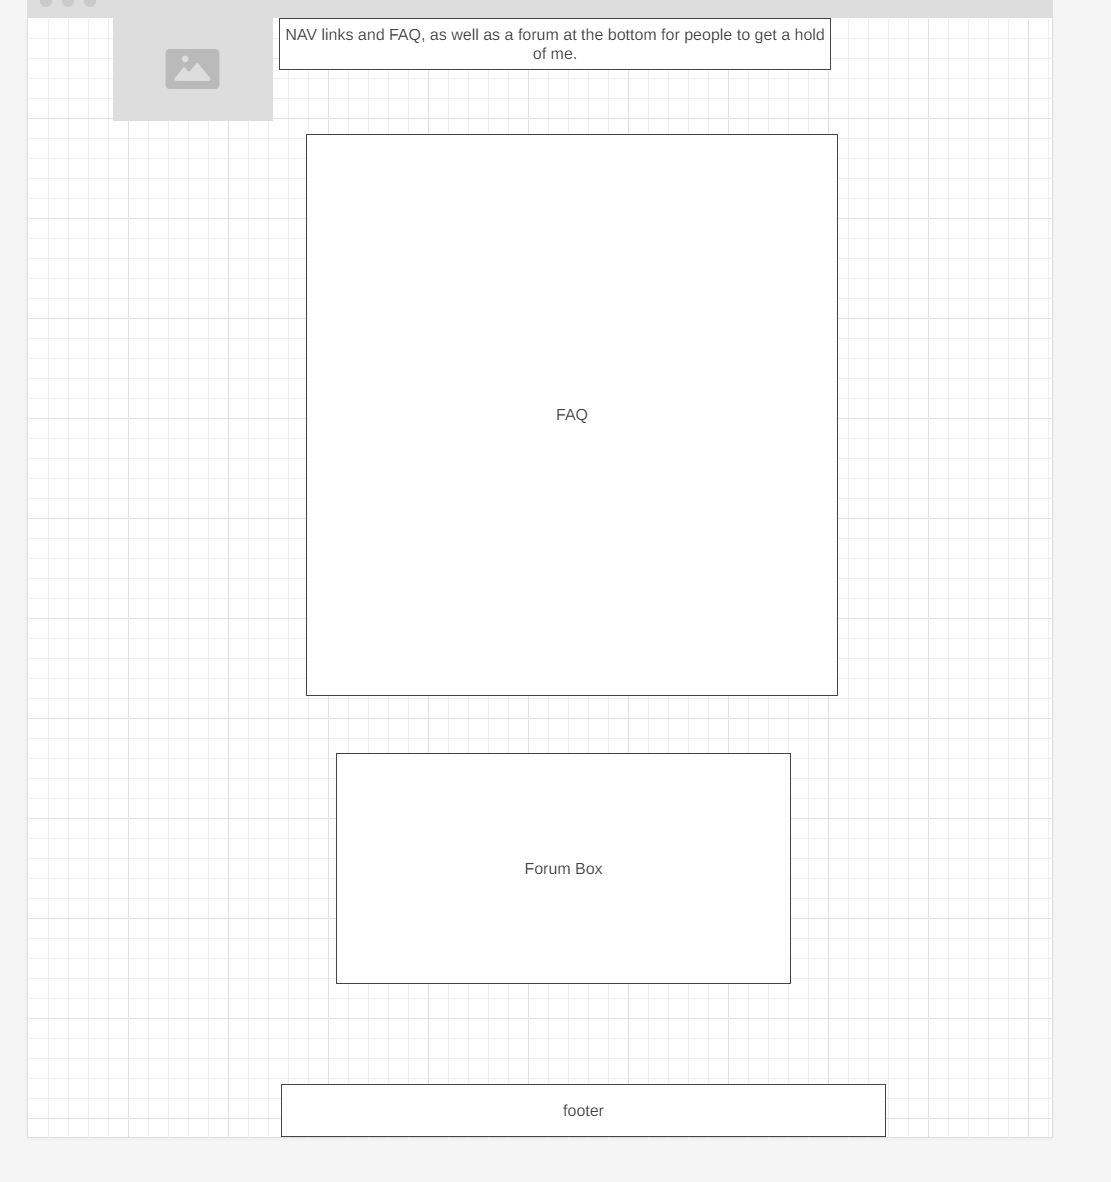 NAV links and FAQ, as well as a forum at the bottom for people to get a hold
of me.
FAQ
Forum Box
footer